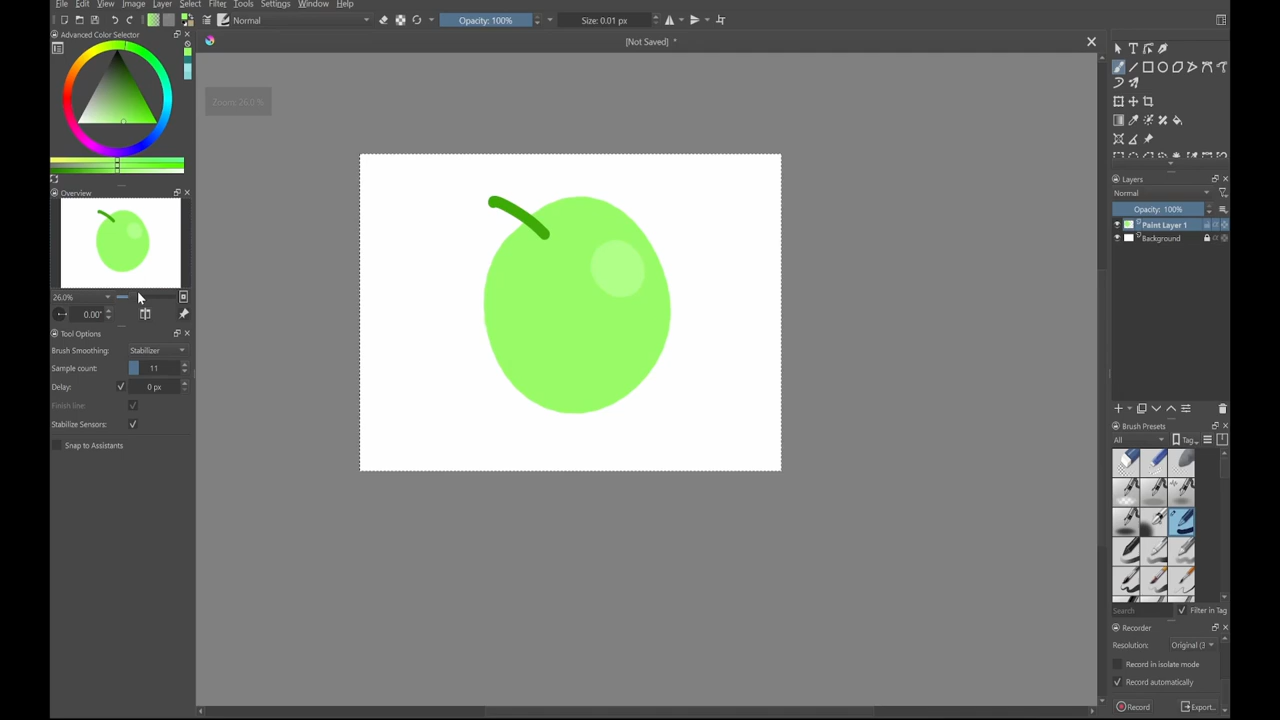 File Edit View Image Layer Select Filter Tools Settings Window Help
Normal Opacity: 100% Size: 0.01 px
Advanced Color Selector
[Not Saved] *
Zoom: 26.0 %
Overview
26.0%
0.00°
Tool Options
Brush Smoothing: Stabilizer
Sample count: 11
Delay: 0 px
Finish line:
Stabilize Sensors:
Snap to Assistants
Layers
Normal
Opacity: 100%
Paint Layer 1
Background
Brush Presets
All Tag
Search Filter in Tag
Recorder
Resolution: Original (
Record in isolate mode
Record automatically
Record Export...